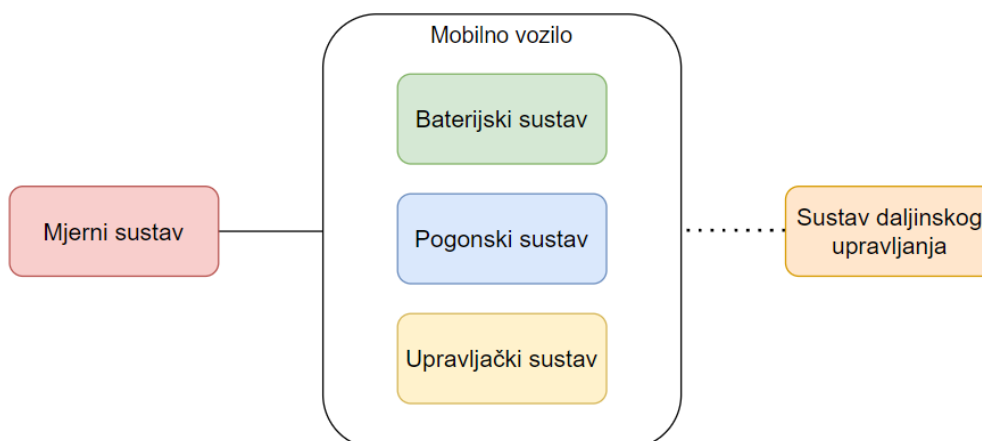 Mobilno vozilo
Baterijski sustav
Mjerni sustav
Pogonski sustav
Sustav daljinskog
upravljanja
Upravljački sustav